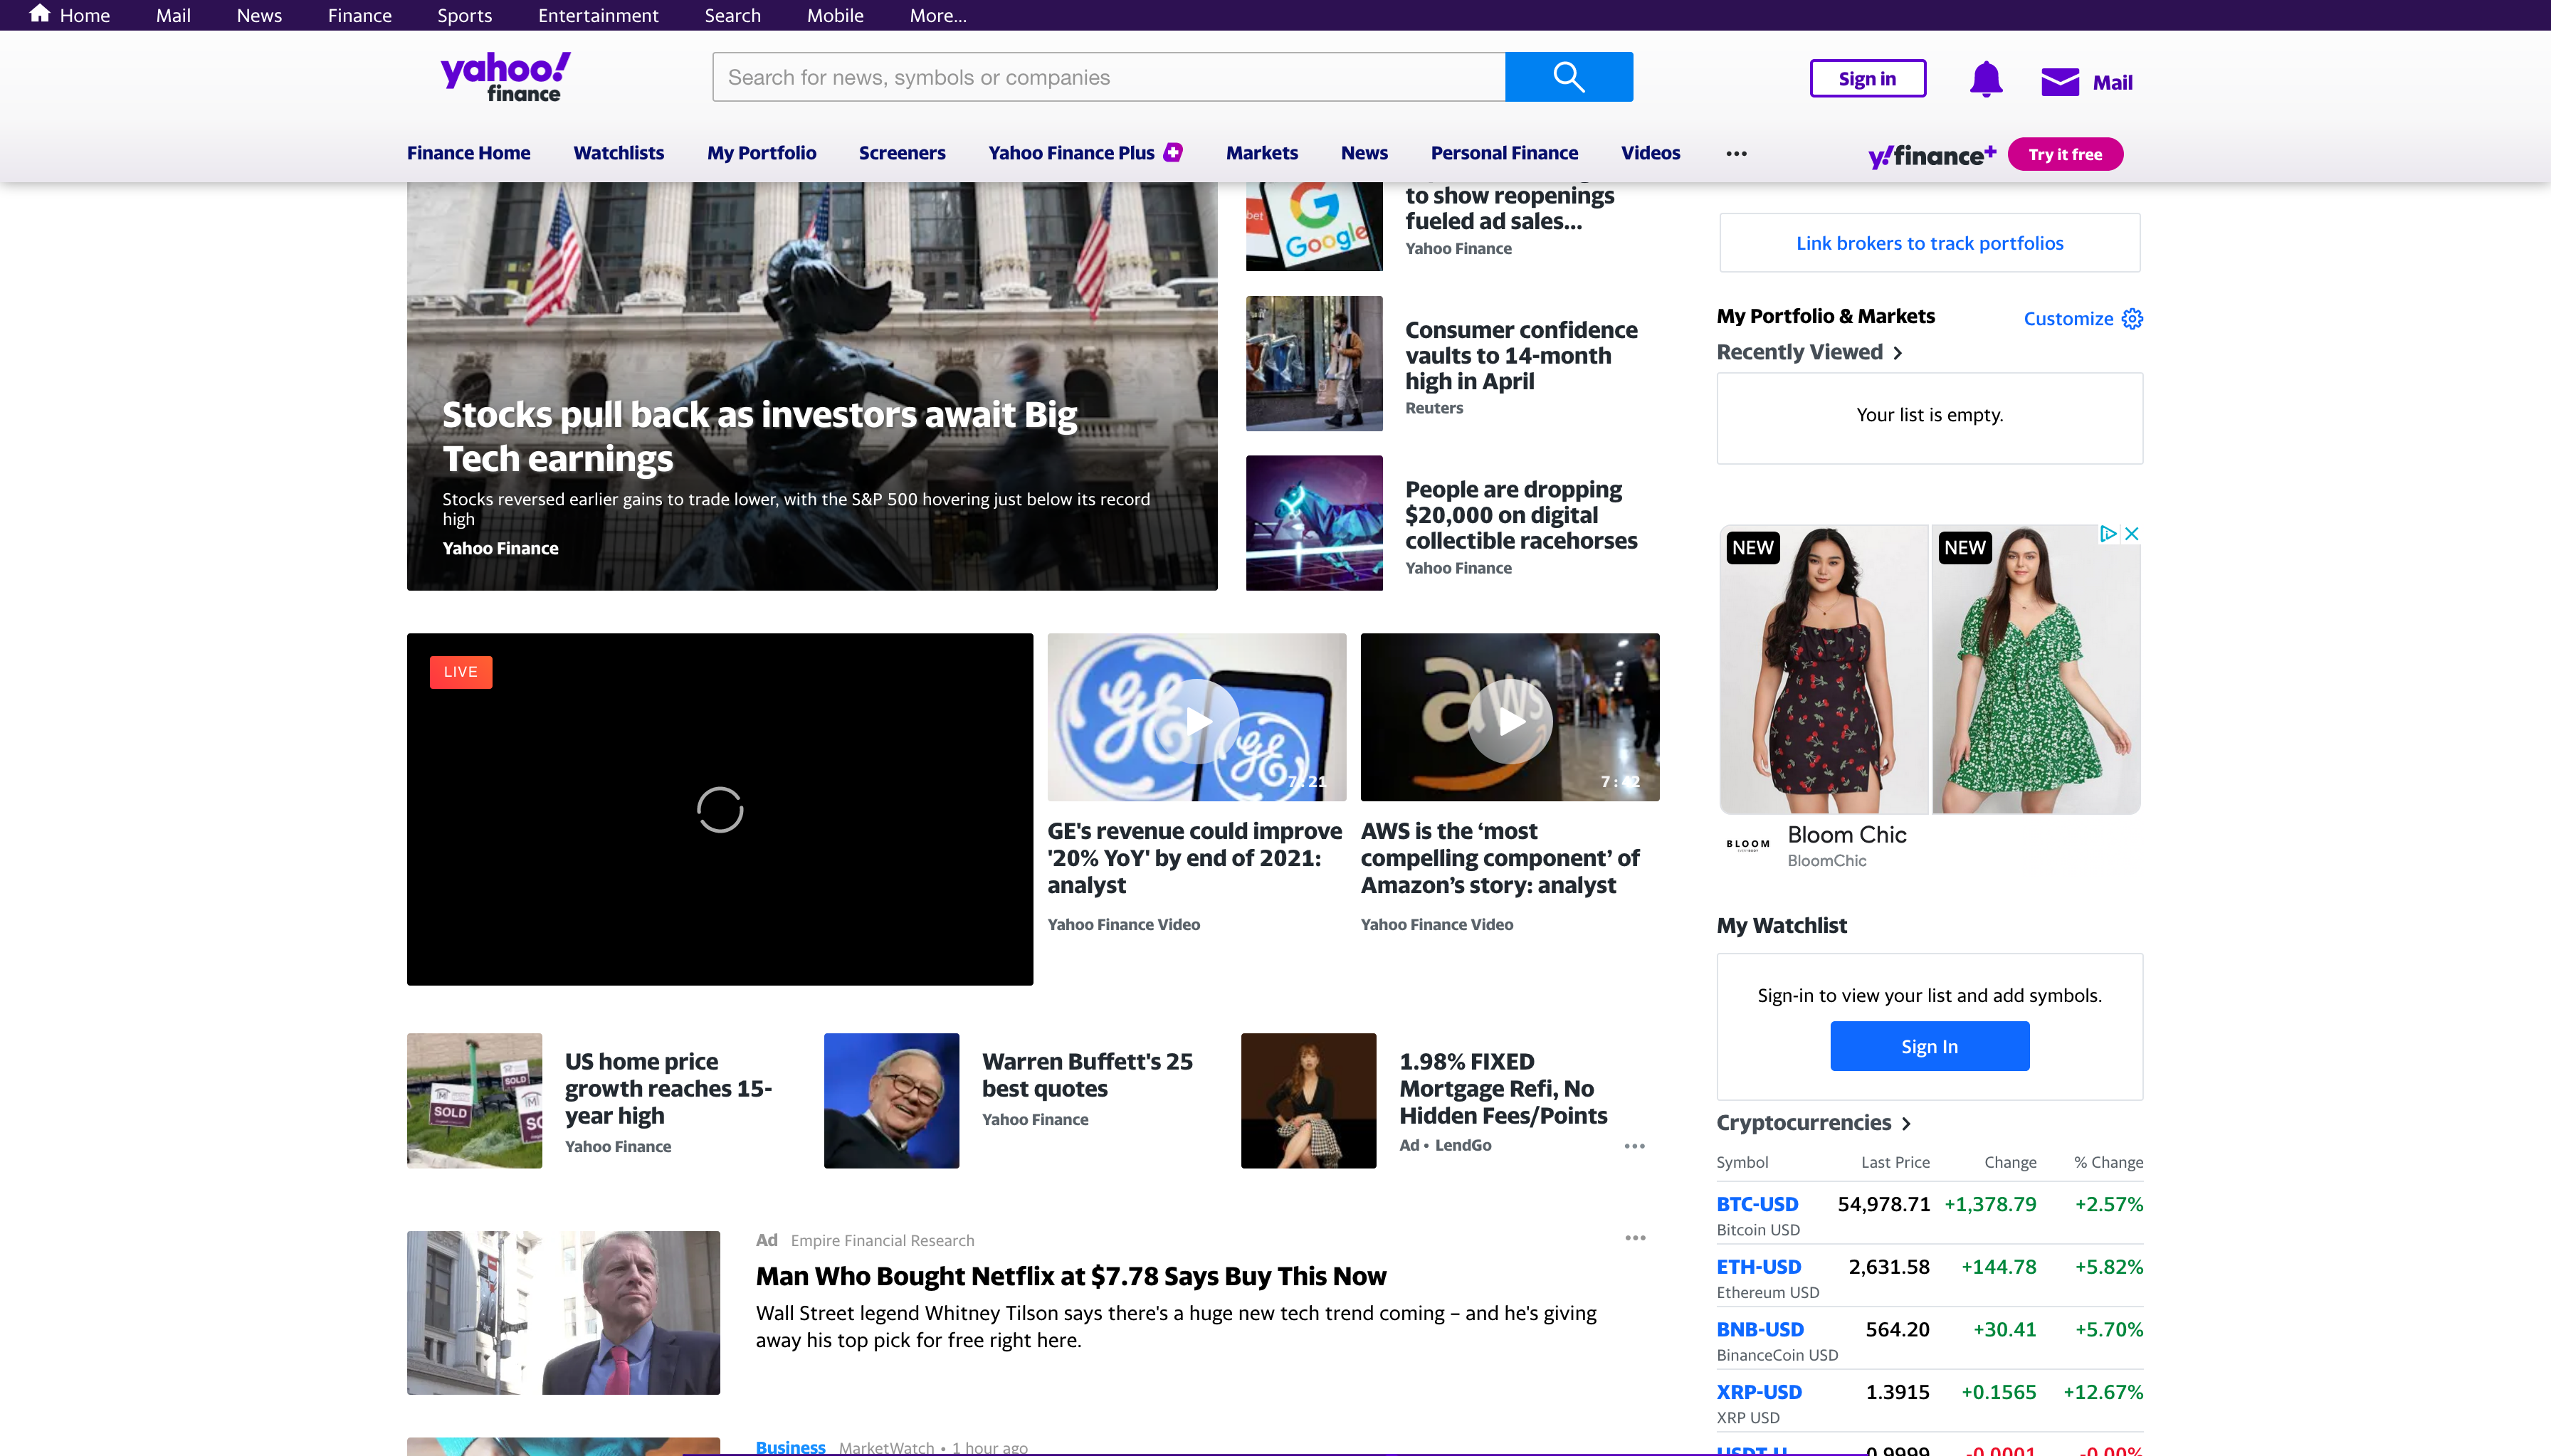 Home Mail News Finance Sports Entertainment Search Mobile More...
yahoo!
finance
Search for news, symbols or companies
Sign in
Mail
Finance Home Watchlists My Portfolio Screeners Yahoo Finance Plus Markets News Personal Finance Videos ...
y!finance+
Try it free
Stocks pull back as investors await Big
Tech earnings
Stocks reversed earlier gains to trade lower, with the S&P 500 hovering just below its record
high
Yahoo Finance
bet
Google
to show reopenings
fueled ad sales...
Yahoo Finance
Consumer confidence
vaults to 14-month
high in April
Reuters
People are dropping
$20,000 on digital
collectible racehorses
Yahoo Finance
Link brokers to track portfolios
My Portfolio & Markets
Customize
Recently Viewed >
Your list is empty.
NEW
NEW
BLOOM
Bloom Chic
BloomChic
LIVE
7:21
GE's revenue could improve
'20% YoY' by end of 2021:
analyst
Yahoo Finance Video
aws
7:42
AWS is the ‘most
compelling component’ of
Amazon’s story: analyst
Yahoo Finance Video
My Watchlist
Sign-in to view your list and add symbols.
Sign In
SOLD
SOLD
US home price
growth reaches 15-
year high
Yahoo Finance
Warren Buffett's 25
best quotes
Yahoo Finance
1.98% FIXED
Mortgage Refi, No
Hidden Fees/Points
Ad • LendGo
Ad Empire Financial Research
Man Who Bought Netflix at $7.78 Says Buy This Now
Wall Street legend Whitney Tilson says there's a huge new tech trend coming – and he's giving
away his top pick for free right here.
Business MarketWatch • 1 hour ago
Cryptocurrencies >
Symbol Last Price Change % Change
BTC-USD 54,978.71 +1,378.79 +2.57%
Bitcoin USD
ETH-USD 2,631.58 +144.78 +5.82%
Ethereum USD
BNB-USD 564.20 +30.41 +5.70%
BinanceCoin USD
XRP-USD 1.3915 +0.1565 +12.67%
XRP USD
USDT-U... 0.9999 -0.0001 -0.00%